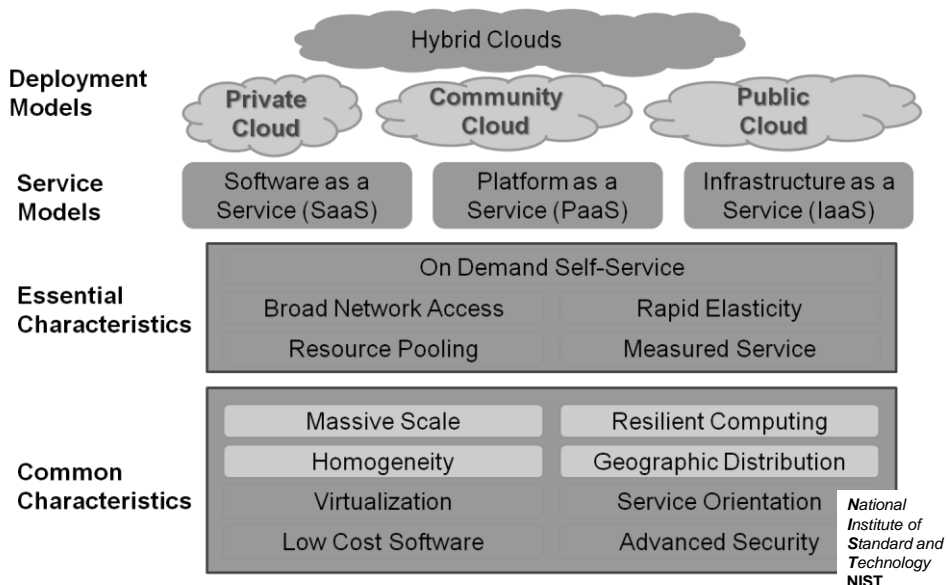 Hybrid Clouds
Deployment
Models
Private
Cloud
Community
Cloud
Public
Cloud
Service
Models
Software as a
Service (SaaS)
Platform as a
Service (PaaS)
Infrastructure as a
Service (IaaS)
Essential
Characteristics
On Demand Self-Service
Broad Network Access
Rapid Elasticity
Resource Pooling
Measured Service
Common
Characteristics
Massive Scale
Resilient Computing
Homogeneity
Geographic Distribution
Virtualization
Service Orientation
Low Cost Software
Advanced Security
National
Institute of
Standard and
Technology
NIST